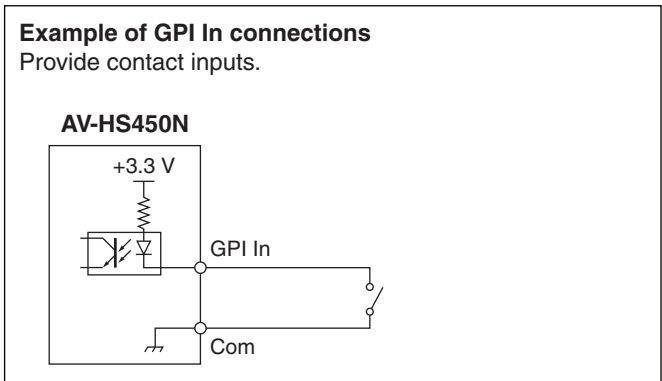 Example of GPI In connections
Provide contact inputs.
AV-HS450N
+3.3 V
GPI In
Com